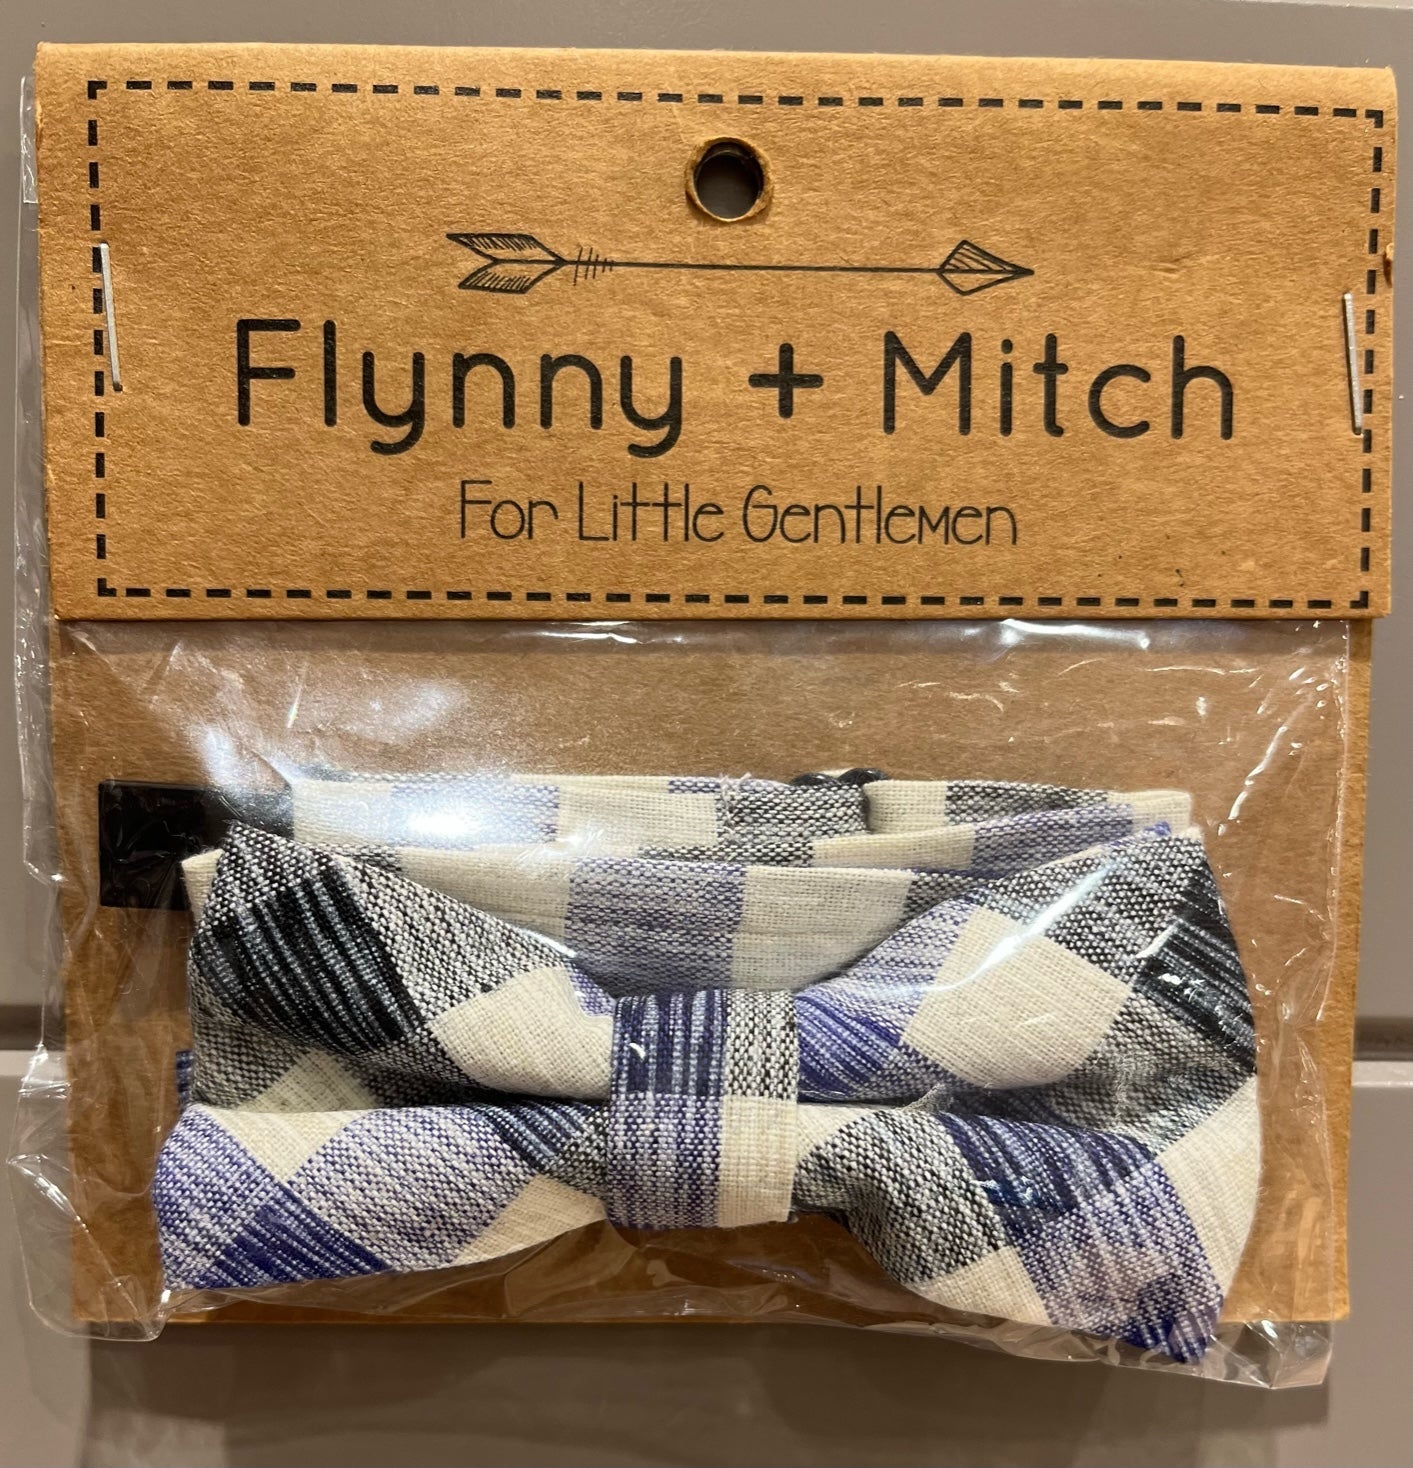 Flynny + Mitch
For Little Gentlemen